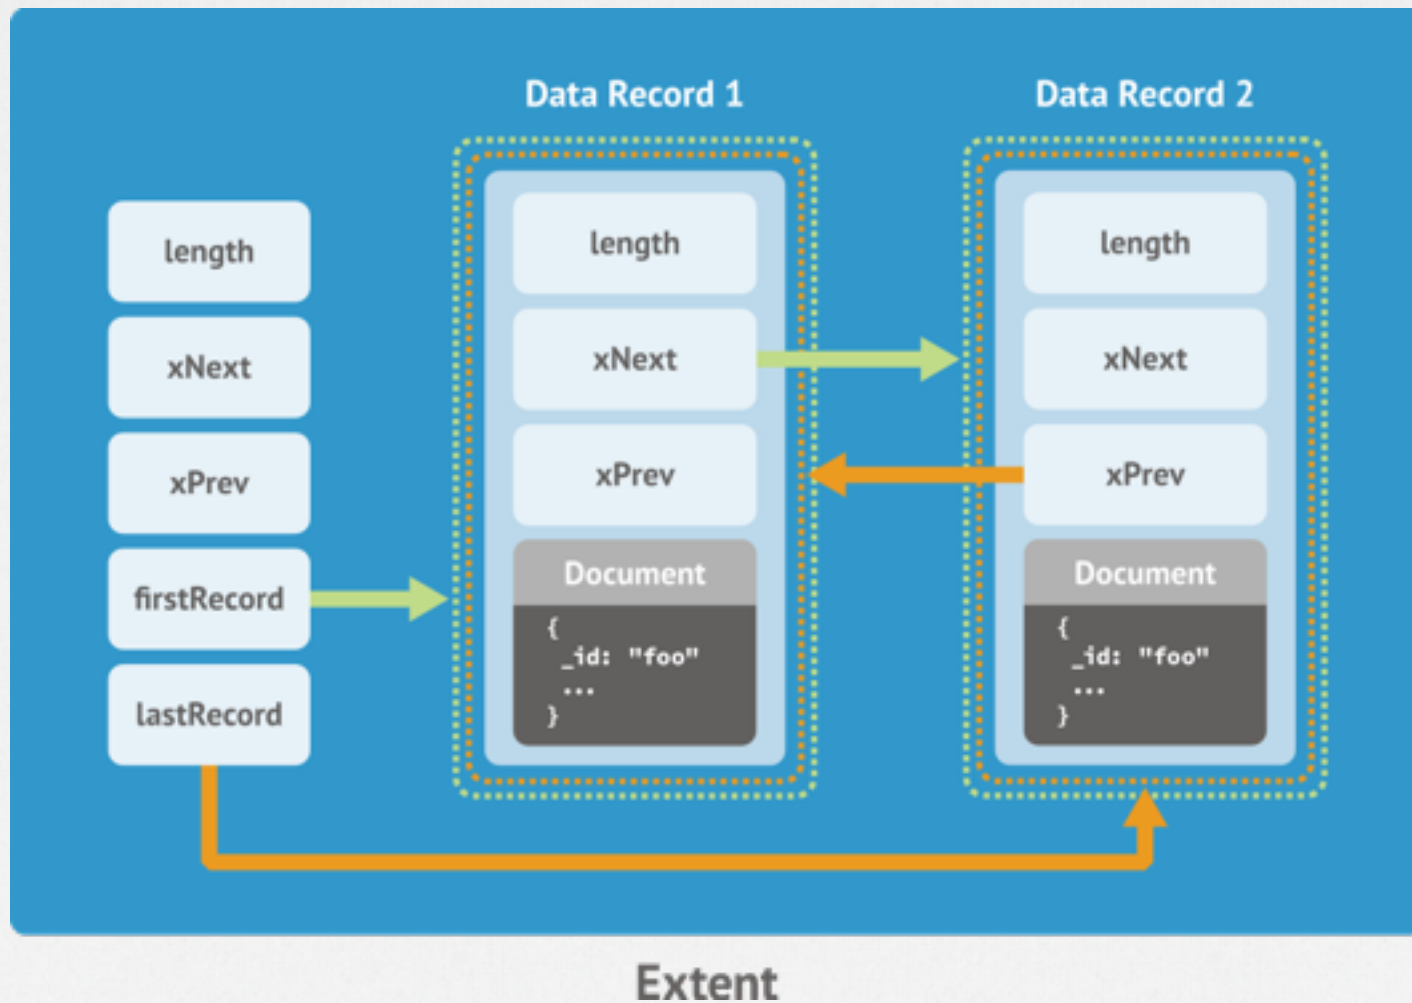 Data Record 1
Data Record 2
length
xNext
xPrev
firstRecord
lastRecord
length
xNext
xPrev
Document
{
_id: "foo"
...
}
length
xNext
xPrev
Document
{
_id: "foo"
...
}
Extent